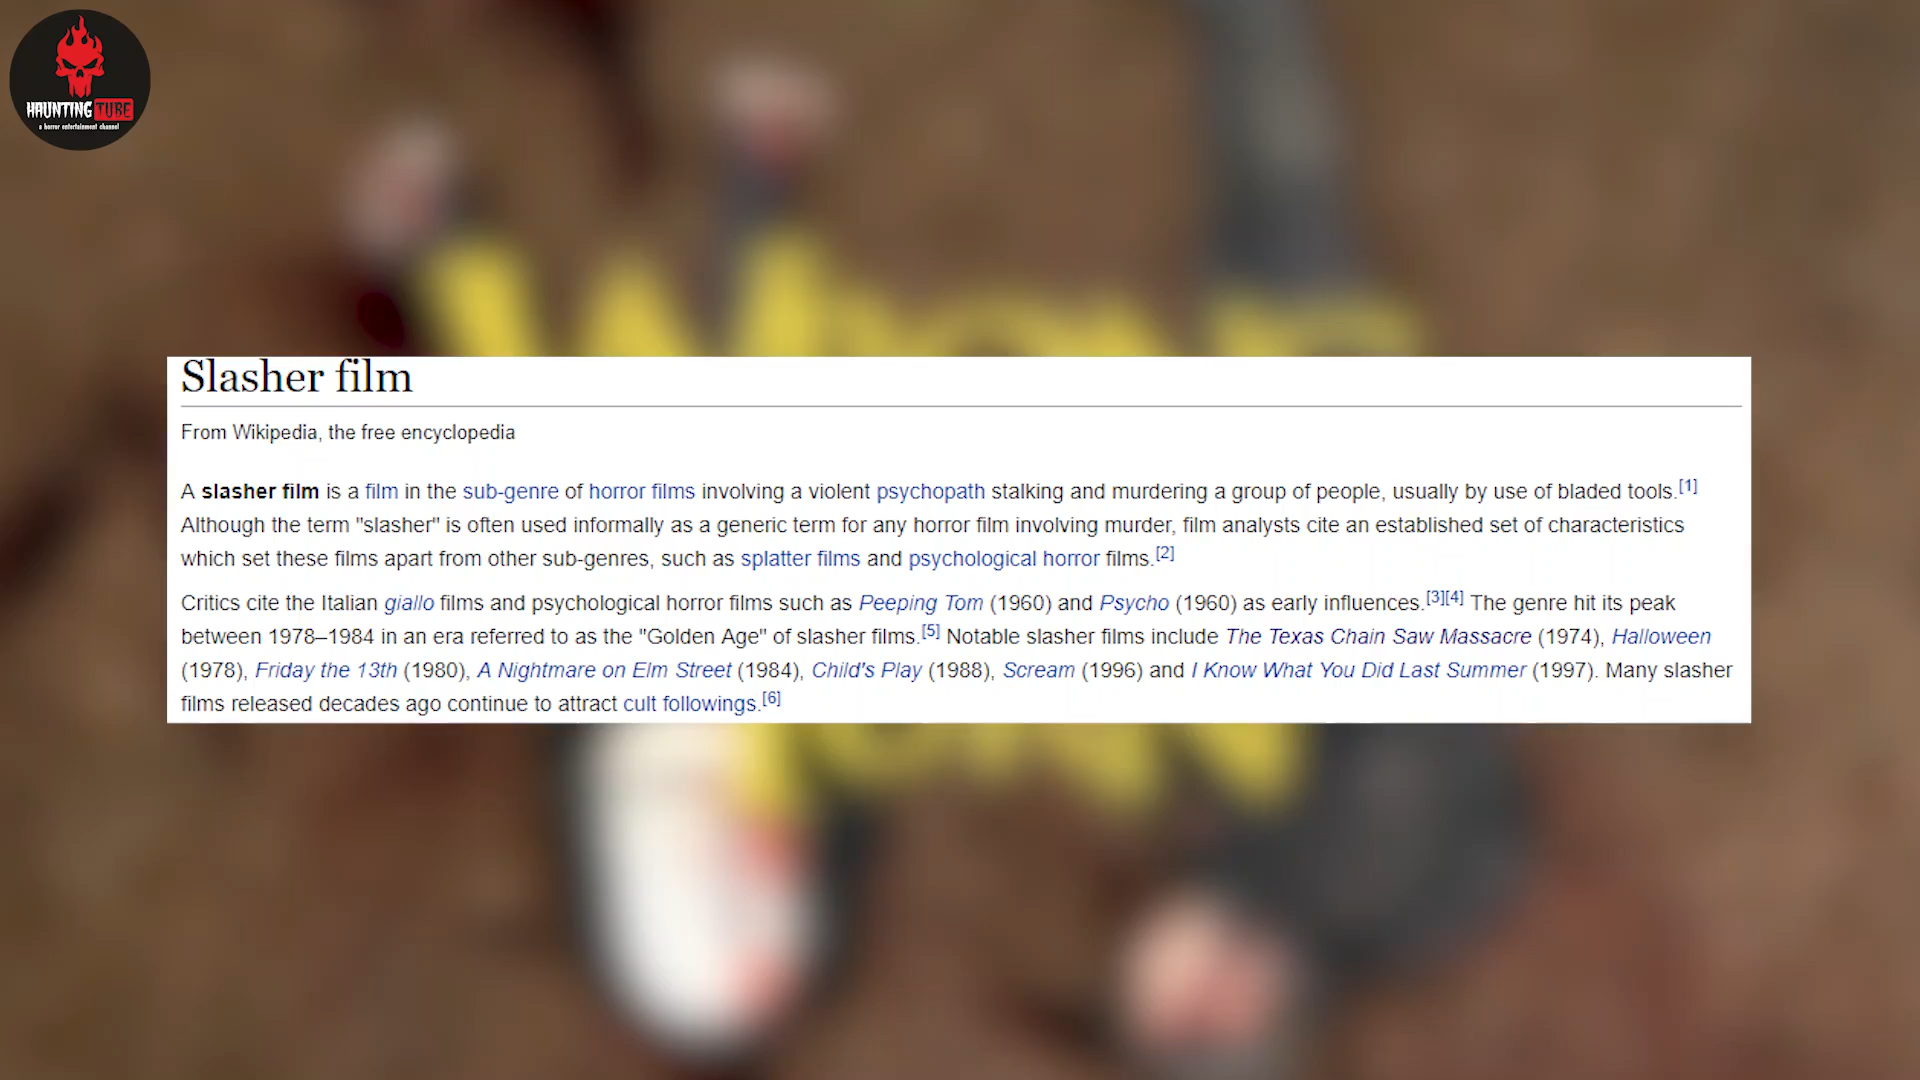 HAUNTING TUBE
a horror entertainment channel
Slasher film
From Wikipedia, the free encyclopedia
A slasher film is a film in the sub-genre of horror films involving a violent psychopath stalking and murdering a group of people, usually by use of bladed tools.[1]
Although the term "slasher" is often used informally as a generic term for any horror film involving murder, film analysts cite an established set of characteristics
which set these films apart from other sub-genres, such as splatter films and psychological horror films.[2]
Critics cite the Italian giallo films and psychological horror films such as Peeping Tom (1960) and Psycho (1960) as early influences.[3][4] The genre hit its peak
between 1978–1984 in an era referred to as the "Golden Age" of slasher films.[5] Notable slasher films include The Texas Chain Saw Massacre (1974), Halloween
(1978), Friday the 13th (1980), A Nightmare on Elm Street (1984), Child's Play (1988), Scream (1996) and I Know What You Did Last Summer (1997). Many slasher
films released decades ago continue to attract cult followings.[6]